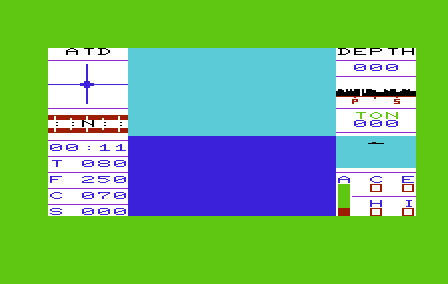 ATD
DEPTH
000
P S
N
TON
000
00:11
T 080
F 250
C 070
S 000
A C E
H I